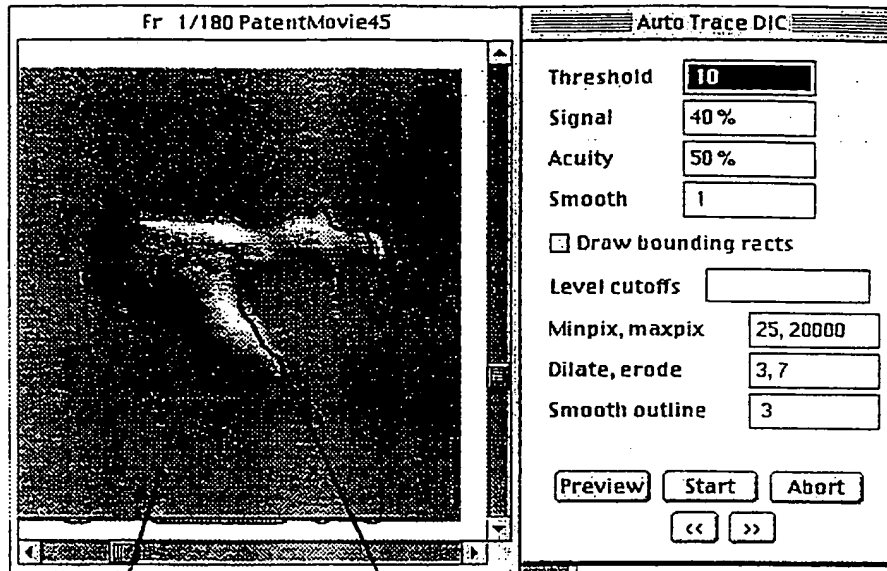 Fr 1/180 PatentMovie45
Auto Trace DIC
Threshold 10
Signal 40%
Acuity 50%
Smooth 1
Draw bounding rects
Level cutoffs
Minpix, maxpix 25, 20000
Dilate, erode 3, 7
Smooth outline 3
Preview Start Abort
<< >>